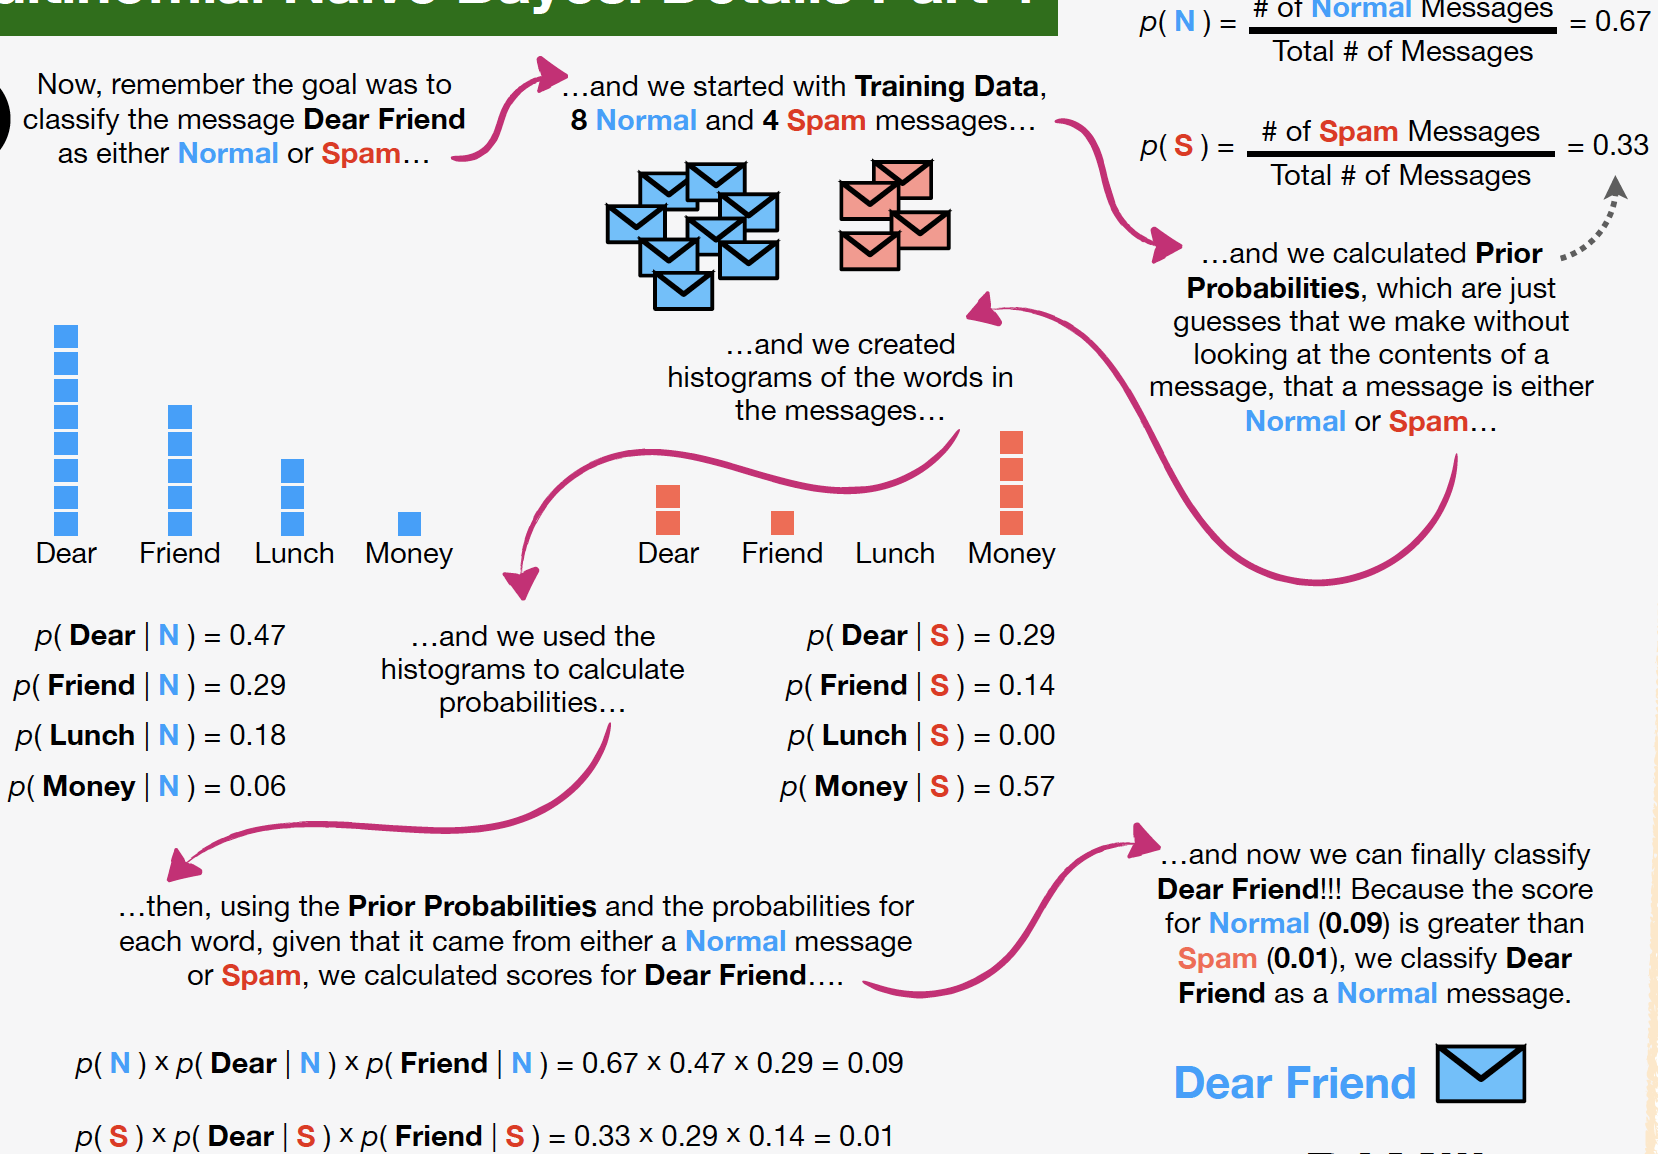 Multinomial Naive Bayes: Details Part
p( N ) = # of Normal Messages / Total # of Messages = 0.67
Now, remember the goal was to
classify the message Dear Friend
as either Normal or Spam…
…and we started with Training Data,
8 Normal and 4 Spam messages…
p( S ) = # of Spam Messages / Total # of Messages = 0.33
…and we calculated Prior
Probabilities, which are just
guesses that we make without
looking at the contents of a
message, that a message is either
Normal or Spam…
…and we created
histograms of the words in
the messages…
Dear Friend Lunch Money
Dear Friend Lunch Money
p( Dear | N ) = 0.47
p( Friend | N ) = 0.29
p( Lunch | N ) = 0.18
p( Money | N ) = 0.06
…and we used the
histograms to calculate
probabilities…
p( Dear | S ) = 0.29
p( Friend | S ) = 0.14
p( Lunch | S ) = 0.00
p( Money | S ) = 0.57
…then, using the Prior Probabilities and the probabilities for
each word, given that it came from either a Normal message
or Spam, we calculated scores for Dear Friend….
p( N ) x p( Dear | N ) x p( Friend | N ) = 0.67 x 0.47 x 0.29 = 0.09
p( S ) x p( Dear | S ) x p( Friend | S ) = 0.33 x 0.29 x 0.14 = 0.01
…and now we can finally classify
Dear Friend!!! Because the score
for Normal (0.09) is greater than
Spam (0.01), we classify Dear
Friend as a Normal message.
Dear Friend